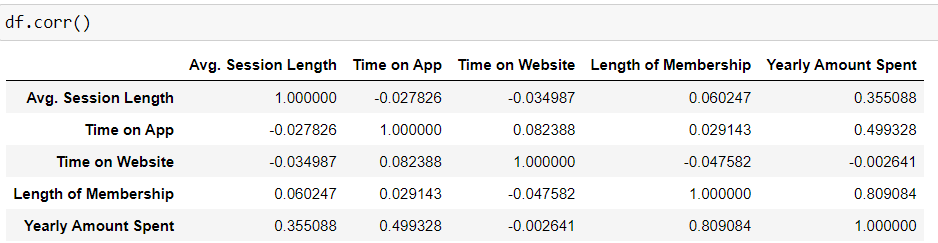 df.corr()
Avg. Session Length Time on App Time on Website Length of Membership Yearly Amount Spent
Avg. Session Length 1.000000 -0.027826 -0.034987 0.060247 0.355088
Time on App -0.027826 1.000000 0.082388 0.029143 0.499328
Time on Website -0.034987 0.082388 1.000000 -0.047582 -0.002641
Length of Membership 0.060247 0.029143 -0.047582 1.000000 0.809084
Yearly Amount Spent 0.355088 0.499328 -0.002641 0.809084 1.000000